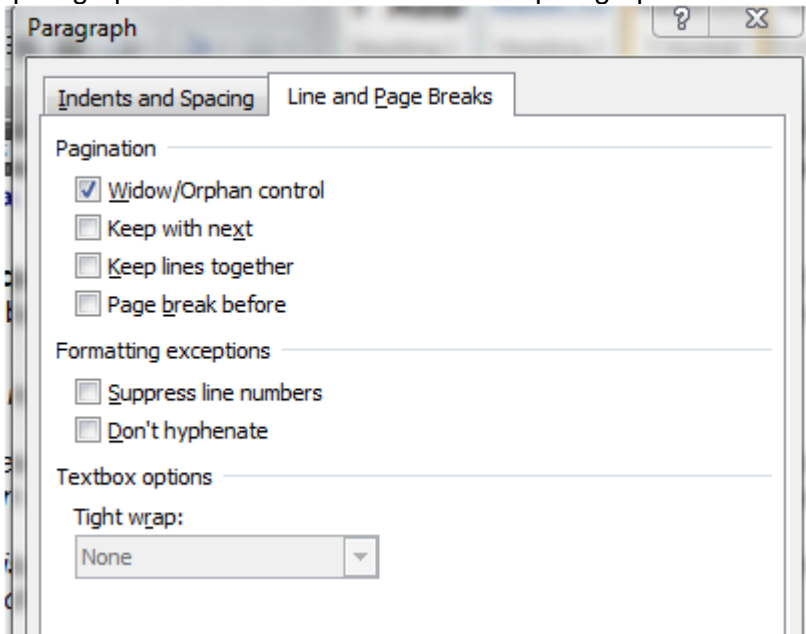 Paragraph
Indents and Spacing
Line and Page Breaks
Pagination
Widow/Orphan control
Keep with next
Keep lines together
Page break before
Formatting exceptions
Suppress line numbers
Don't hyphenate
Textbox options
Tight wrap:
None